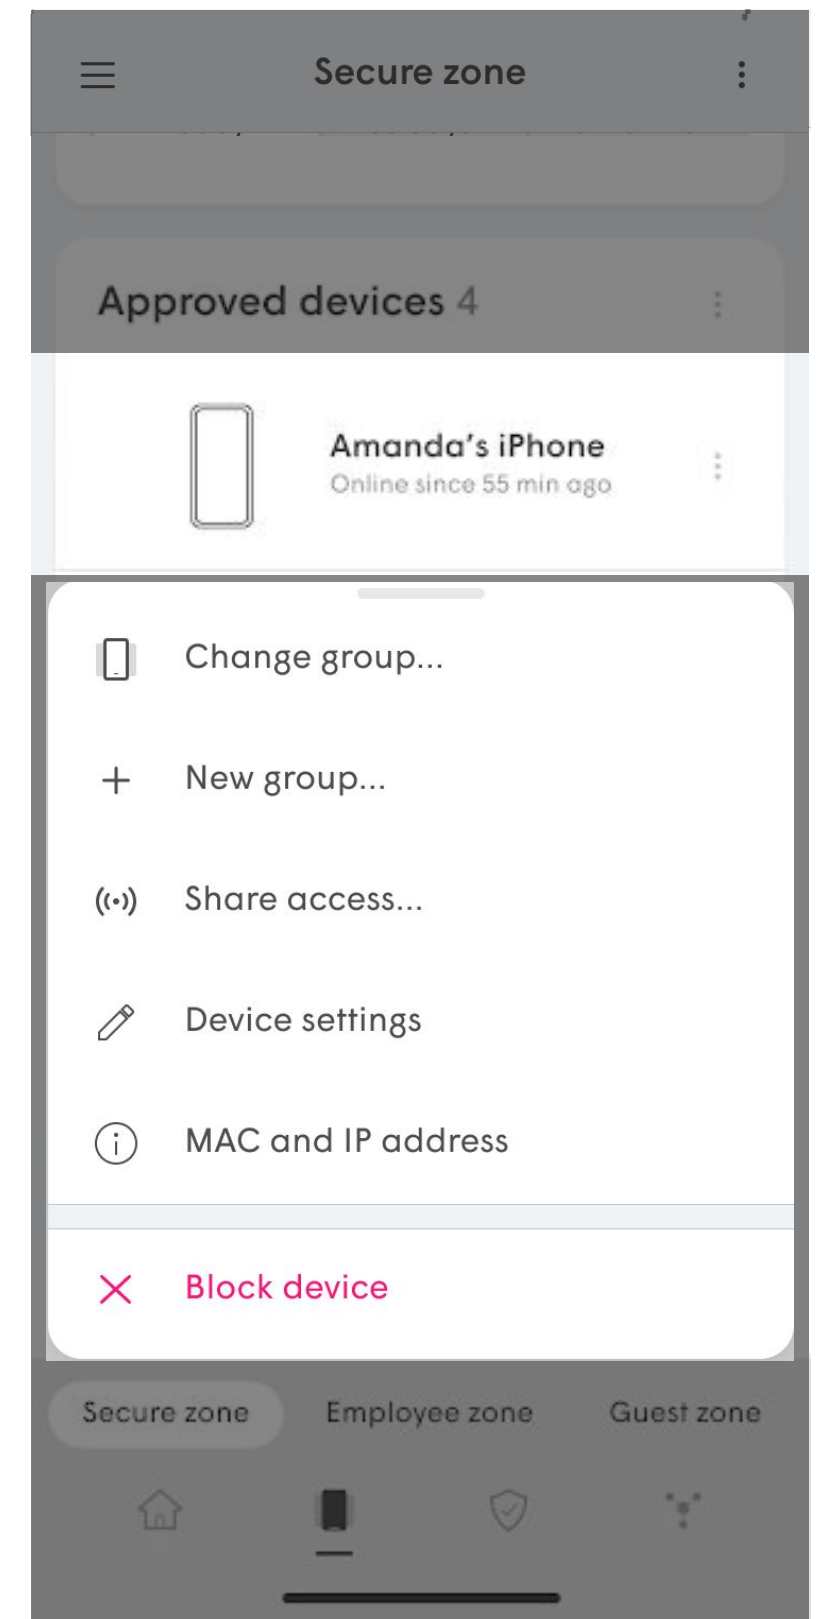 Secure zone
Approved devices 4
Amanda’s iPhone
Online since 55 min ago
Change group...
New group...
Share access...
Device settings
MAC and IP address
Block device
Secure zone
Employee zone
Guest zone